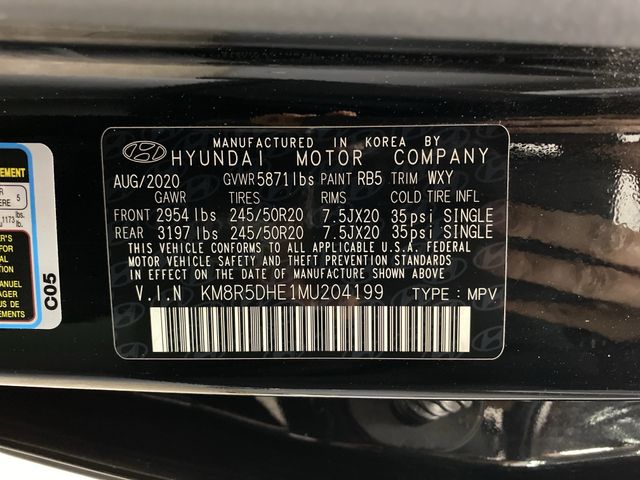 MANUFACTURED IN KOREA BY
HYUNDAI MOTOR COMPANY
AUG/2020 GVWR 5871lbs PAINT RB5 TRIM WXY
GAWR TIRES RIMS COLD TIRE INFL
FRONT 2954 lbs 245/50R20 7.5JX20 35psi SINGLE
REAR 3197 lbs 245/50R20 7.5JX20 35psi SINGLE
THIS VEHICLE CONFORMS TO ALL APPLICABLE U.S.A. FEDERAL
MOTOR VEHICLE SAFETY AND THEFT PREVENTION STANDARDS
IN EFFECT ON THE DATE OF MANUFACTURE SHOWN ABOVE
V.I.N KM8R5DHE1MU204199 TYPE : MPV
5
1173 lbs.
C05